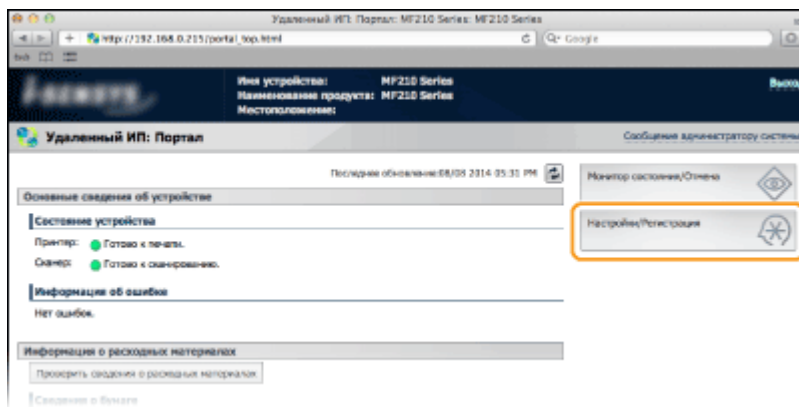 Удаленный ИП: Портал: MF210 Series: MF210 Series
http://192.168.0.215/portal_top.html
Google
Имя устройства: MF210 Series
Наименование продукта: MF210 Series
Местоположение:
Удаленный ИП: Портал
Сообщение администратору системы
Последнее обновление:08/08 2014 05:31 PM
Монитор состояния/Отмена
Основные сведения об устройстве
Настройки/Регистрация
Состояние устройства
Принтер: Готово к печати.
Сканер: Готово к сканированию.
Информация об ошибке
Нет ошибок.
Информация о расходных материалах
Проверить сведения о расходных материалах
Сведения о бумаге